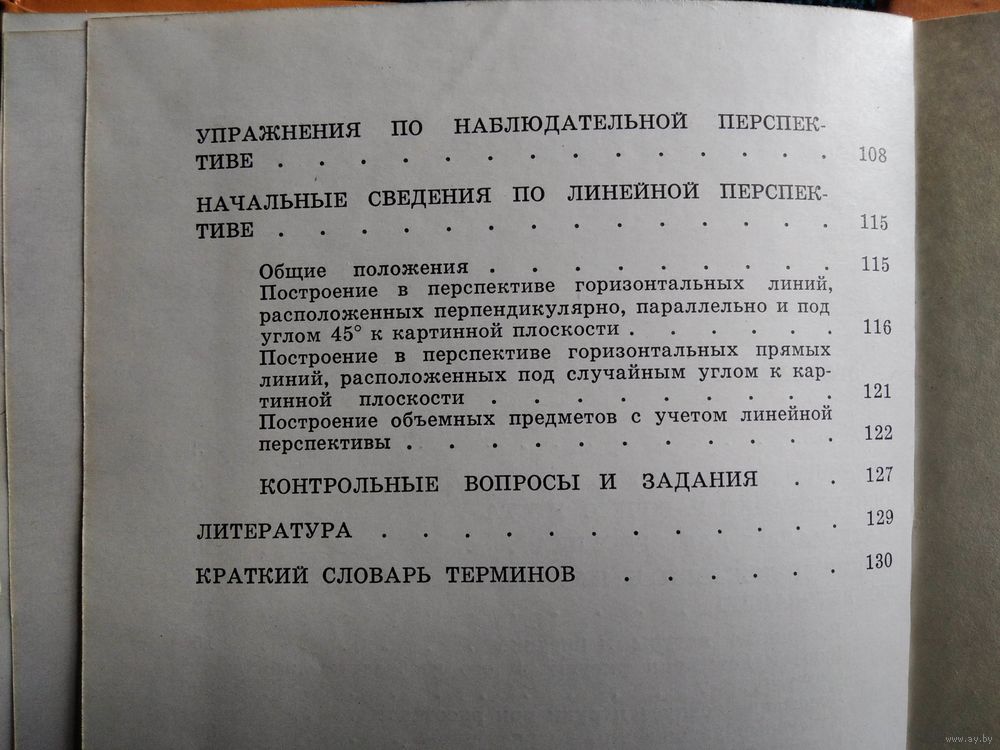 УПРАЖНЕНИЯ ПО НАБЛЮДАТЕЛЬНОЙ ПЕРСПЕК-
ТИВЕ . . . . . . . . . . . . . . 108
НАЧАЛЬНЫЕ СВЕДЕНИЯ ПО ЛИНЕЙНОЙ ПЕРСПЕК-
ТИВЕ . . . . . . . . . . . . . . 115
Общие положения . . . . . . . . . 115
Построение в перспективе горизонтальных линий,
расположенных перпендикулярно, параллельно и под
углом 45° к картинной плоскости . . . . . . 116
Построение в перспективе горизонтальных прямых
линий, расположенных под случайным углом к кар-
тинной плоскости . . . . . . . . . 121
Построение объемных предметов с учетом линейной
перспективы . . . . . . . . . . . 122
КОНТРОЛЬНЫЕ ВОПРОСЫ И ЗАДАНИЯ . . 127
ЛИТЕРАТУРА . . . . . . . . . . . . 129
КРАТКИЙ СЛОВАРЬ ТЕРМИНОВ . . . . . . 130
www.ay.by